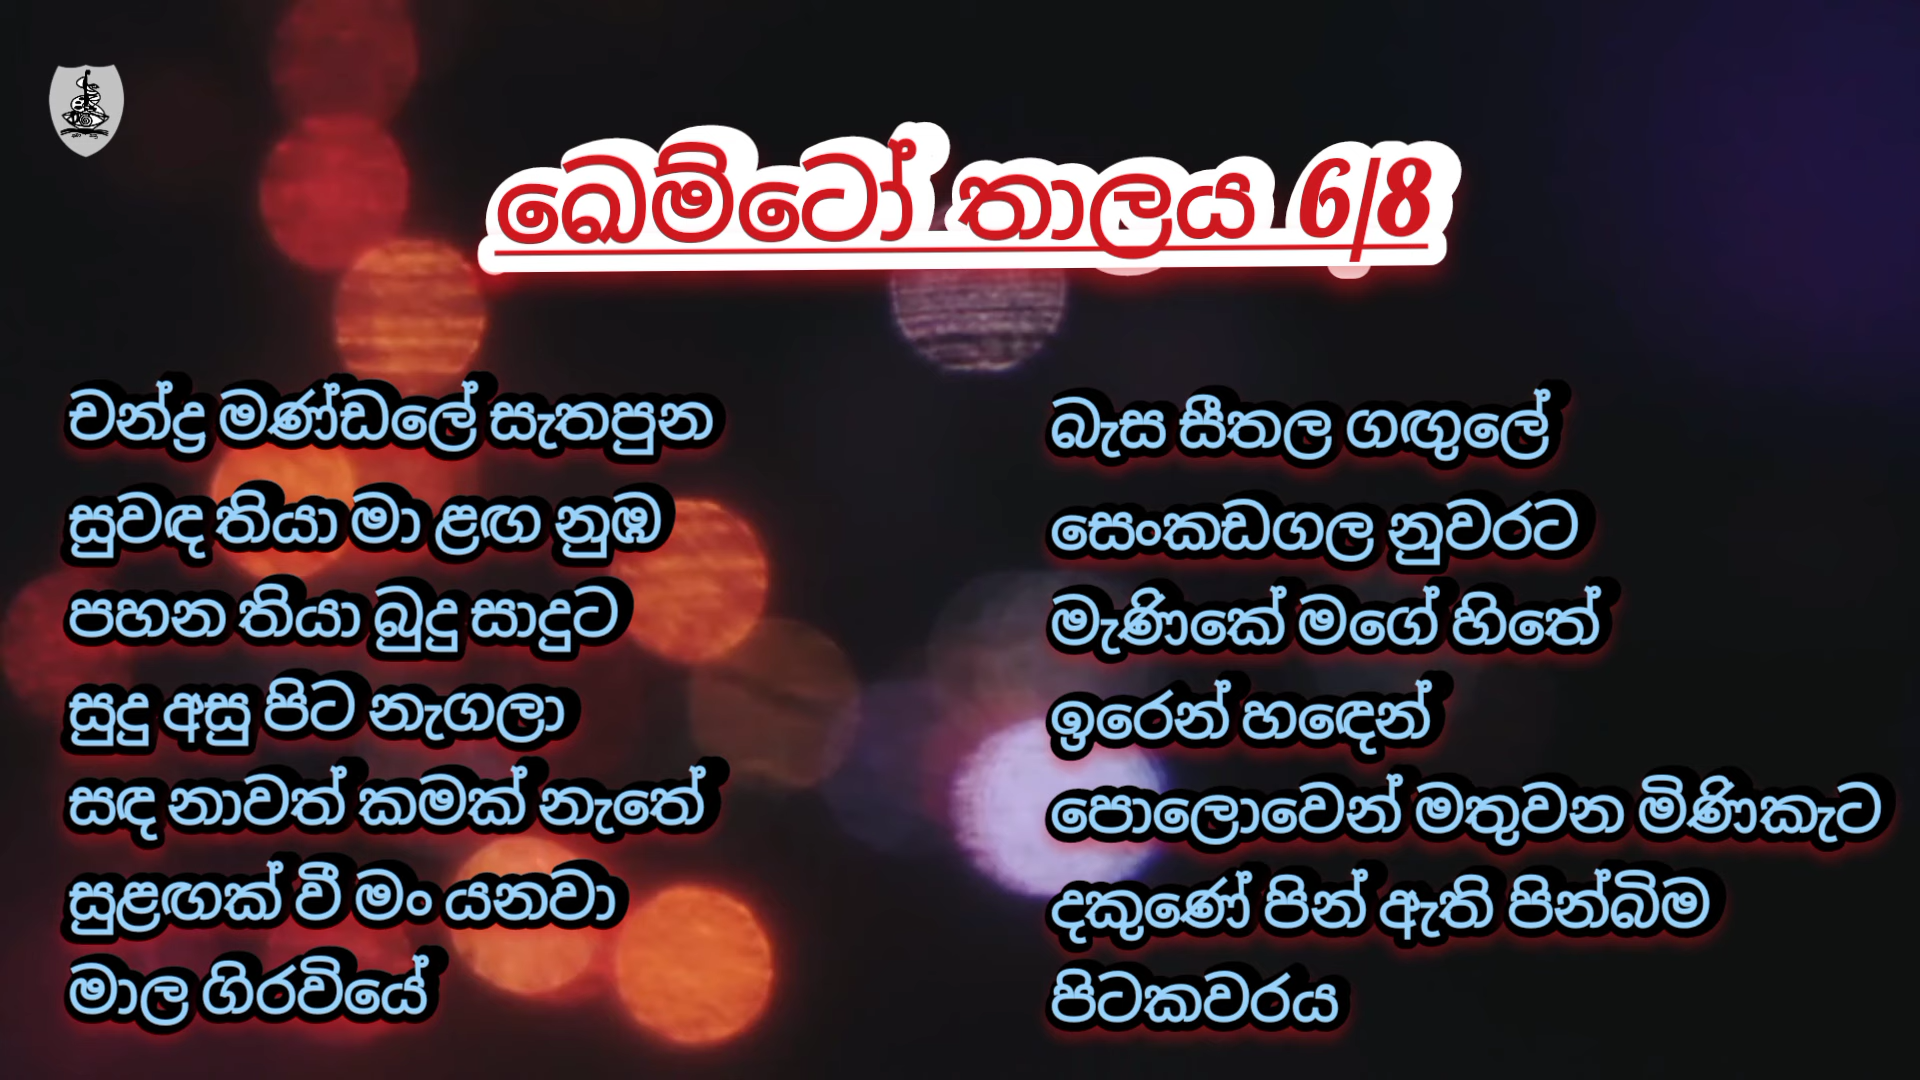 ඛෙම්ටෝ තාලය 6/8
චන්ද්‍ර මණ්ඩලේ සැතපුන
සුවඳ තියා මා ළඟ නුඹ
පහන තියා බුදු සාදුට
සුදු අසු පිට නැගලා
සඳ නාවත් කමක් නැතේ
සුළඟක් වී මං යනවා
මාල ගිරවියේ
බැස සීතල ගඟුලේ
සෙංකඩගල නුවරට
මැණිකේ මගේ හිතේ
ඉරෙන් හඳෙන්
පොලොවෙන් මතුවන මිණිකැට
දකුණේ පින් ඇති පින්බිම
පිටකවරය